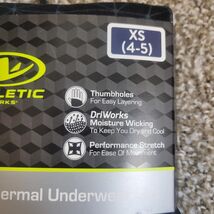 XS
(4-5)
LETIC
ORKS®
Thumbholes
For Easy Layering
DriWorks
Moisture Wicking
To Keep You Dry and Cool
Performance Stretch
For Ease Of Movement
ermal Underwe